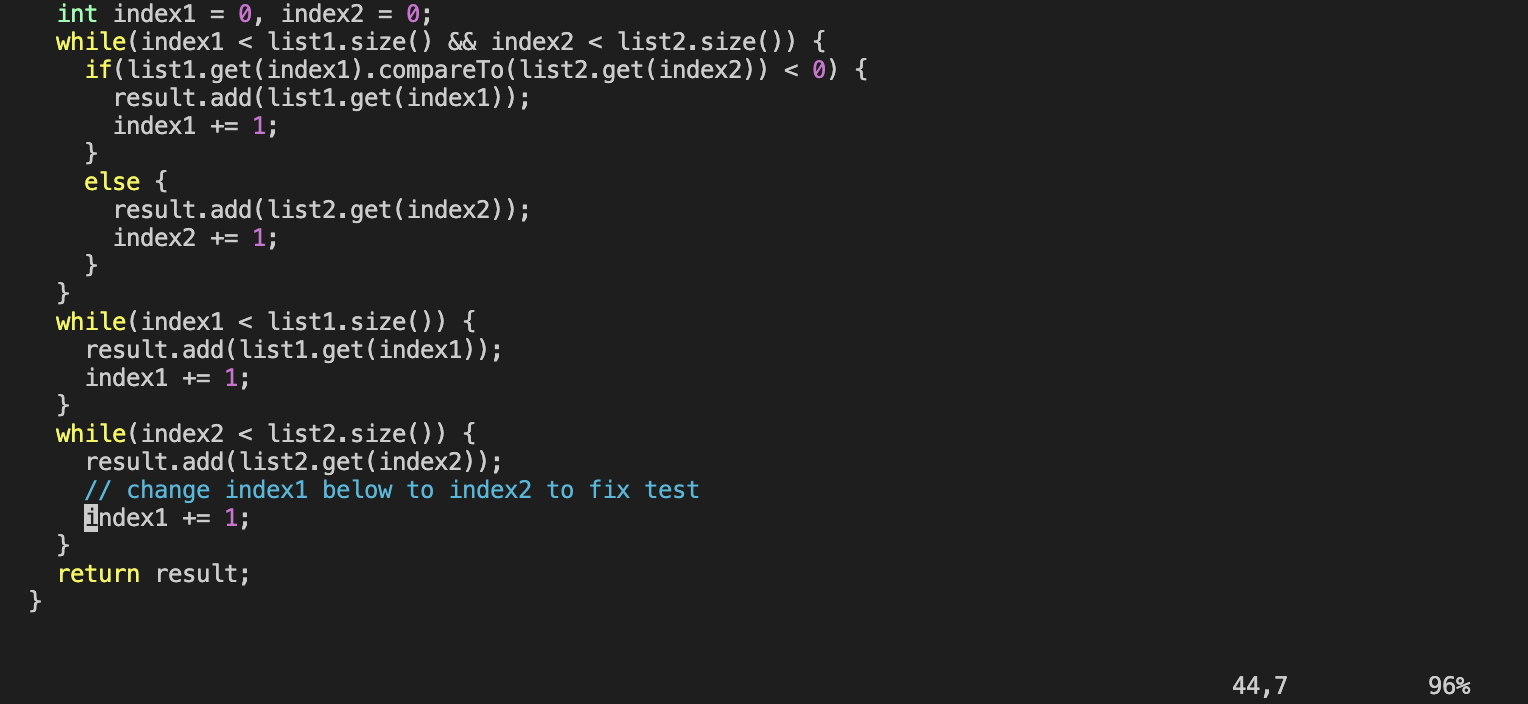 int index1 = 0, index2 = 0;
while(index1 < list1.size() && index2 < list2.size()) {
if(list1.get(index1).compareTo(list2.get(index2)) < 0) {
result.add(list1.get(index1));
index1 += 1;
}
else {
result.add(list2.get(index2));
index2 += 1;
}
}
while(index1 < list1.size()) {
result.add(list1.get(index1));
index1 += 1;
}
while(index2 < list2.size()) {
result.add(list2.get(index2));
// change index1 below to index2 to fix test
index1 += 1;
}
return result;
}
44,7 96%